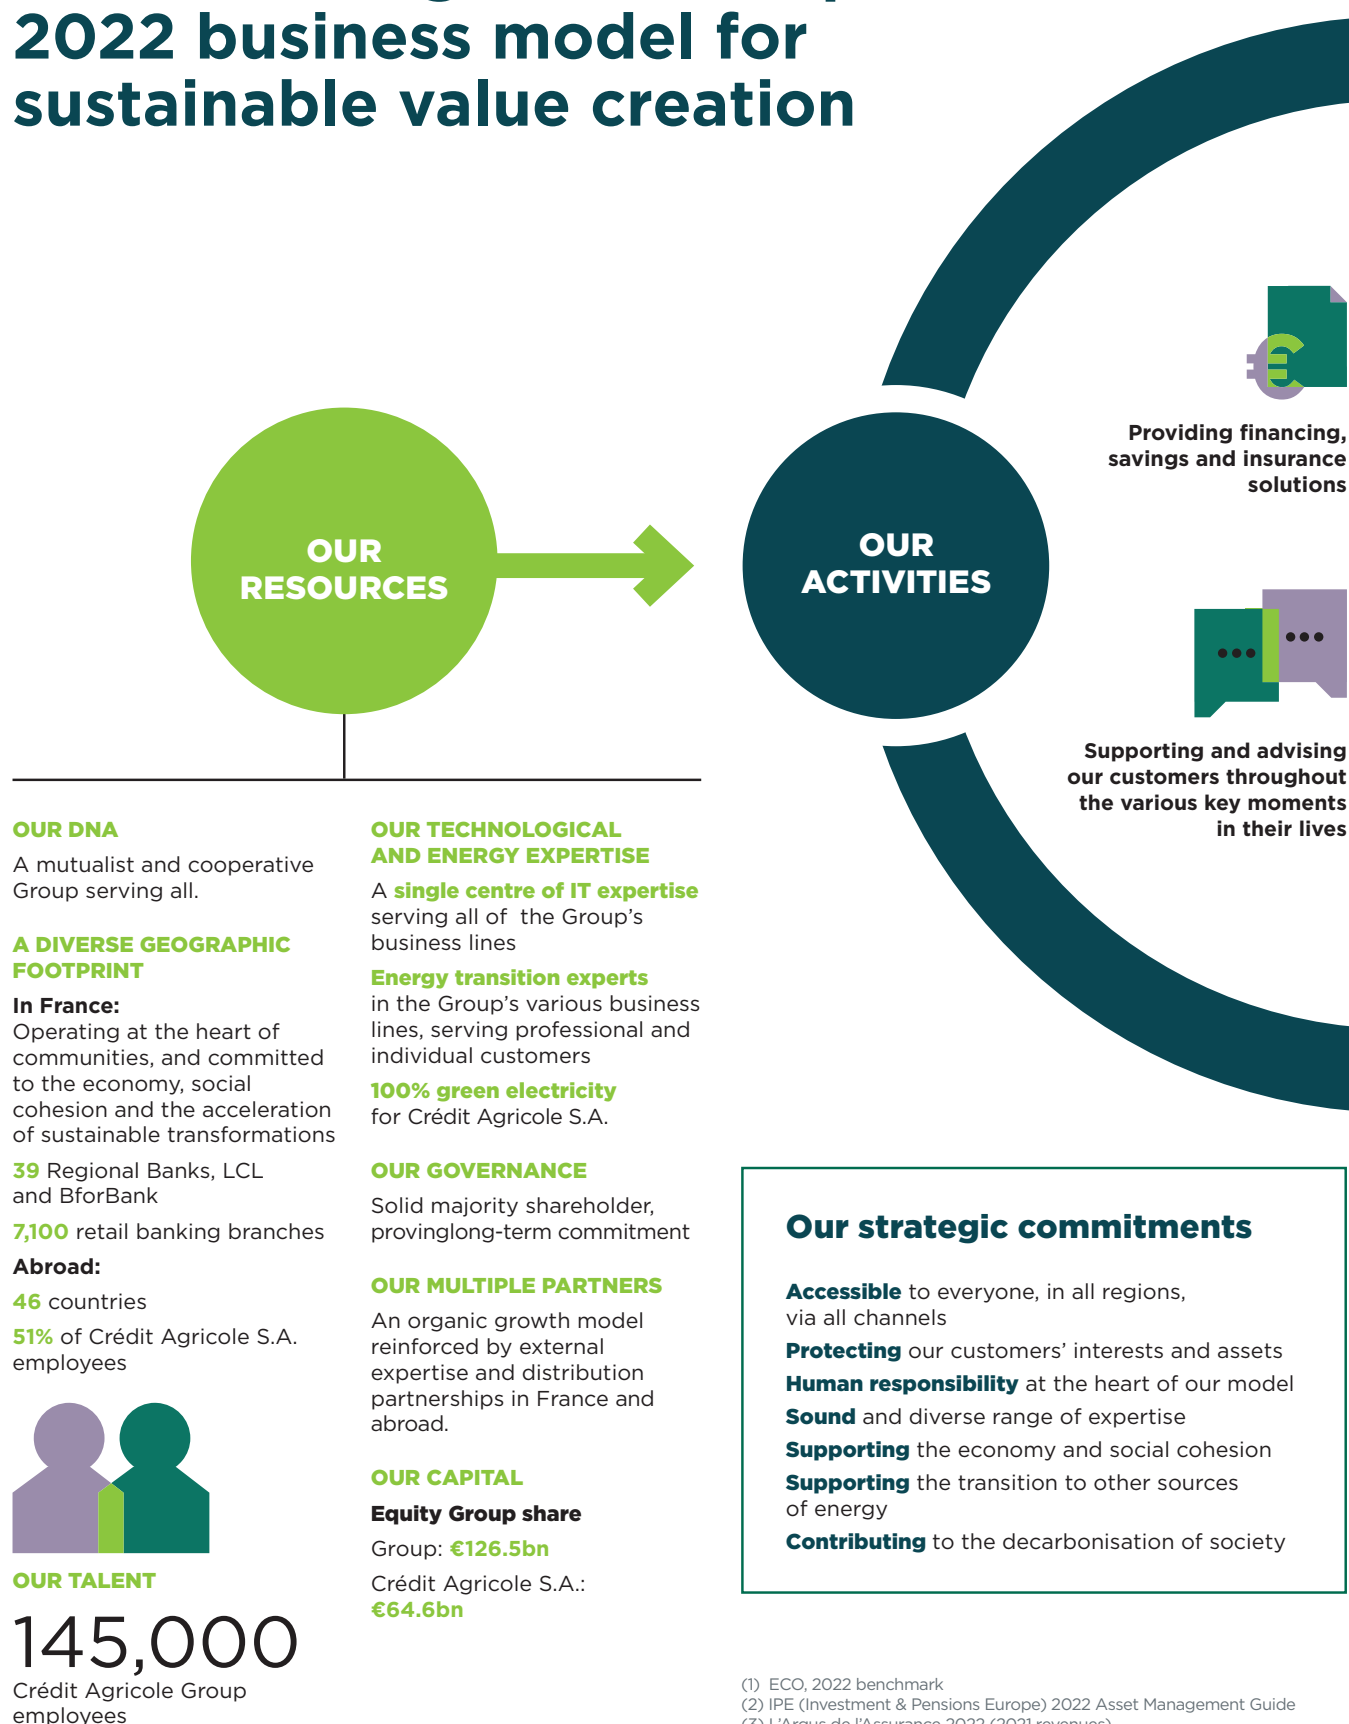 2022 business model for
sustainable value creation
Providing financing,
savings and insurance
solutions
OUR
RESOURCES
OUR
ACTIVITIES
Supporting and advising
our customers throughout
the various key moments
in their lives
OUR DNA
A mutualist and cooperative
Group serving all.
A DIVERSE GEOGRAPHIC
FOOTPRINT
In France:
Operating at the heart of
communities, and committed
to the economy, social
cohesion and the acceleration
of sustainable transformations
39 Regional Banks, LCL
and BforBank
7,100 retail banking branches
Abroad:
46 countries
51% of Crédit Agricole S.A.
employees
OUR TALENT
145,000
Crédit Agricole Group
employees
OUR TECHNOLOGICAL
AND ENERGY EXPERTISE
A single centre of IT expertise
serving all of the Group's
business lines
Energy transition experts
in the Group's various business
lines, serving professional and
individual customers
100% green electricity
for Crédit Agricole S.A.
OUR GOVERNANCE
Solid majority shareholder,
provinglong-term commitment
OUR MULTIPLE PARTNERS
An organic growth model
reinforced by external
expertise and distribution
partnerships in France and
abroad.
OUR CAPITAL
Equity Group share
Group: €126.5bn
Crédit Agricole S.A.:
€64.6bn
Our strategic commitments
Accessible to everyone, in all regions,
via all channels
Protecting our customers' interests and assets
Human responsibility at the heart of our model
Sound and diverse range of expertise
Supporting the economy and social cohesion
Supporting the transition to other sources
of energy
Contributing to the decarbonisation of society
(1) ECO, 2022 benchmark
(2) IPE (Investment & Pensions Europe) 2022 Asset Management Guide
(3) L'Argus de l'Assurance 2022 (2021 revenues)